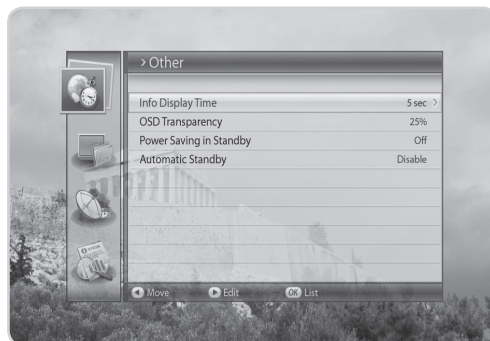 > Other
Info Display Time 5 sec >
OSD Transparency 25%
Power Saving in Standby Off
Automatic Standby Disable
Move Edit OK List